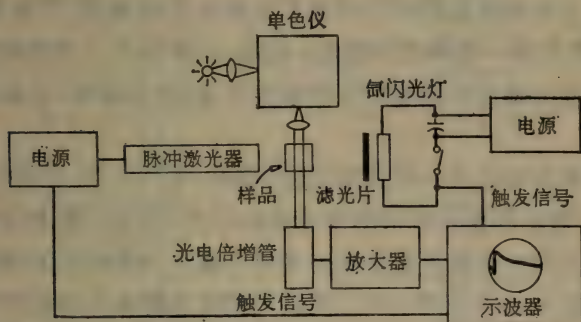 单色仪
氙闪光灯
电源
电源
脉冲激光器
样品
滤光片
触发信号
光电倍增管
放大器
触发信号
示波器